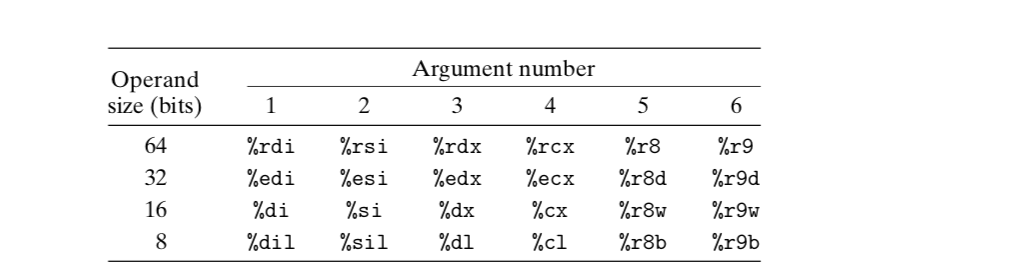 Argument number
Operand
size (bits) 1 2 3 4 5 6
64 %rdi %rsi %rdx %rcx %r8 %r9
32 %edi %esi %edx %ecx %r8d %r9d
16 %di %si %dx %cx %r8w %r9w
8 %dil %sil %dl %cl %r8b %r9b